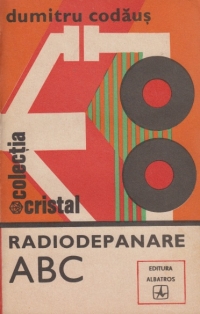 dumitru codăuș
colecția
cristal
RADIODEPANARE
ABC
EDITURA
ALBATROS